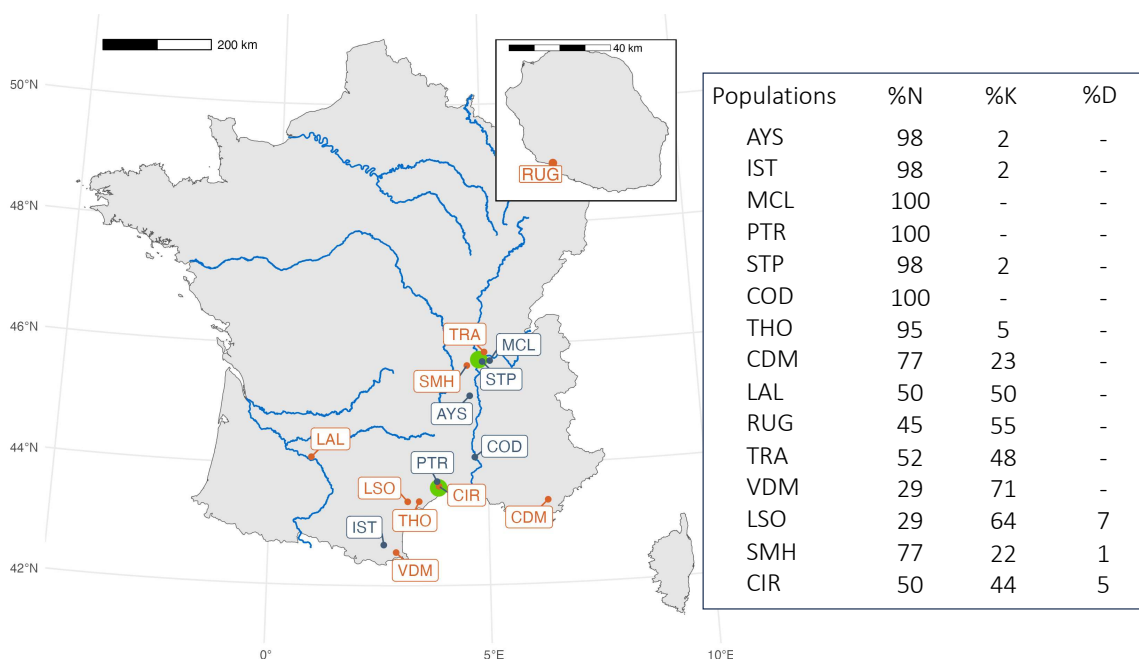 200 km
40 km
50°N
48°N
46°N
44°N
42°N
0°
5°E
10°E
RUG
TRA
MCL
SMH
STP
AYS
LAL
COD
PTR
LSO
CIR
THO
CDM
IST
VDM
Populations %N %K %D
AYS 98 2 -
IST 98 2 -
MCL 100 - -
PTR 100 - -
STP 98 2 -
COD 100 - -
THO 95 5 -
CDM 77 23 -
LAL 50 50 -
RUG 45 55 -
TRA 52 48 -
VDM 29 71 -
LSO 29 64 7
SMH 77 22 1
CIR 50 44 5